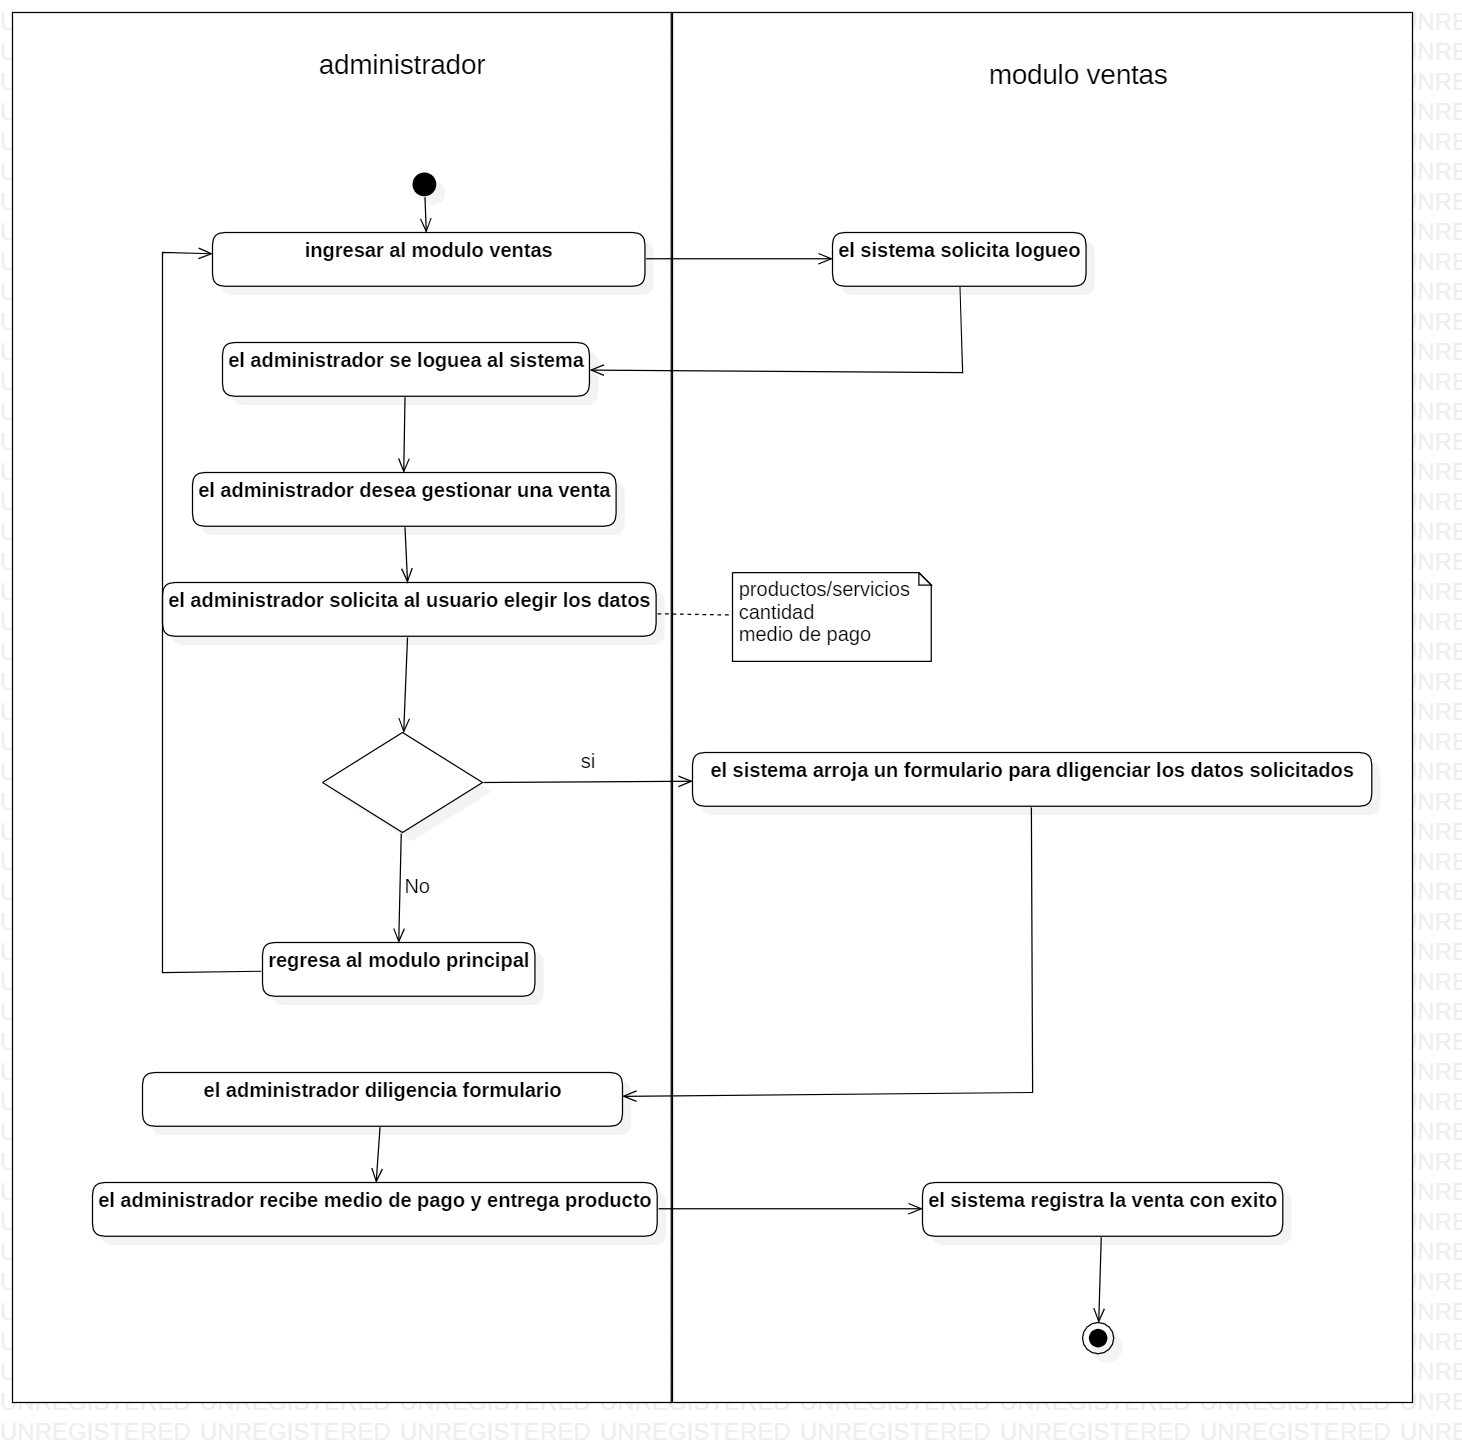 administrador
modulo ventas
ingresar al modulo ventas
el sistema solicita logueo
el administrador se loguea al sistema
el administrador desea gestionar una venta
el administrador solicita al usuario elegir los datos
productos/servicios
cantidad
medio de pago
si
el sistema arroja un formulario para dligenciar los datos solicitados
No
regresa al modulo principal
el administrador diligencia formulario
el administrador recibe medio de pago y entrega producto
el sistema registra la venta con exito
UNREGISTERED UNREGISTERED UNREGISTERED UNREGISTERED UNREGISTERED UNREGISTERED UNREGISTERED UNRE